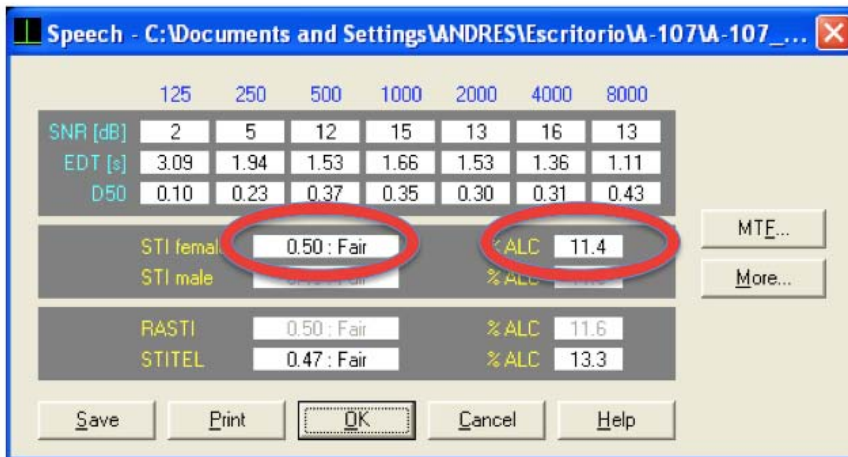 Speech - C:\Documents and Settings\ANDRES\Escritorio\A-107\A-107_...
125 250 500 1000 2000 4000 8000
SNR [dB] 2 5 12 15 13 16 13
EDT [s] 3.09 1.94 1.53 1.66 1.53 1.36 1.11
D50 0.10 0.23 0.37 0.35 0.30 0.31 0.43
STI female 0.50 : Fair % ALC 11.4
STI male % ALC
RASTI 0.50 : Fair % ALC 11.6
STITEL 0.47 : Fair % ALC 13.3
MTF...
More...
Save Print OK Cancel Help